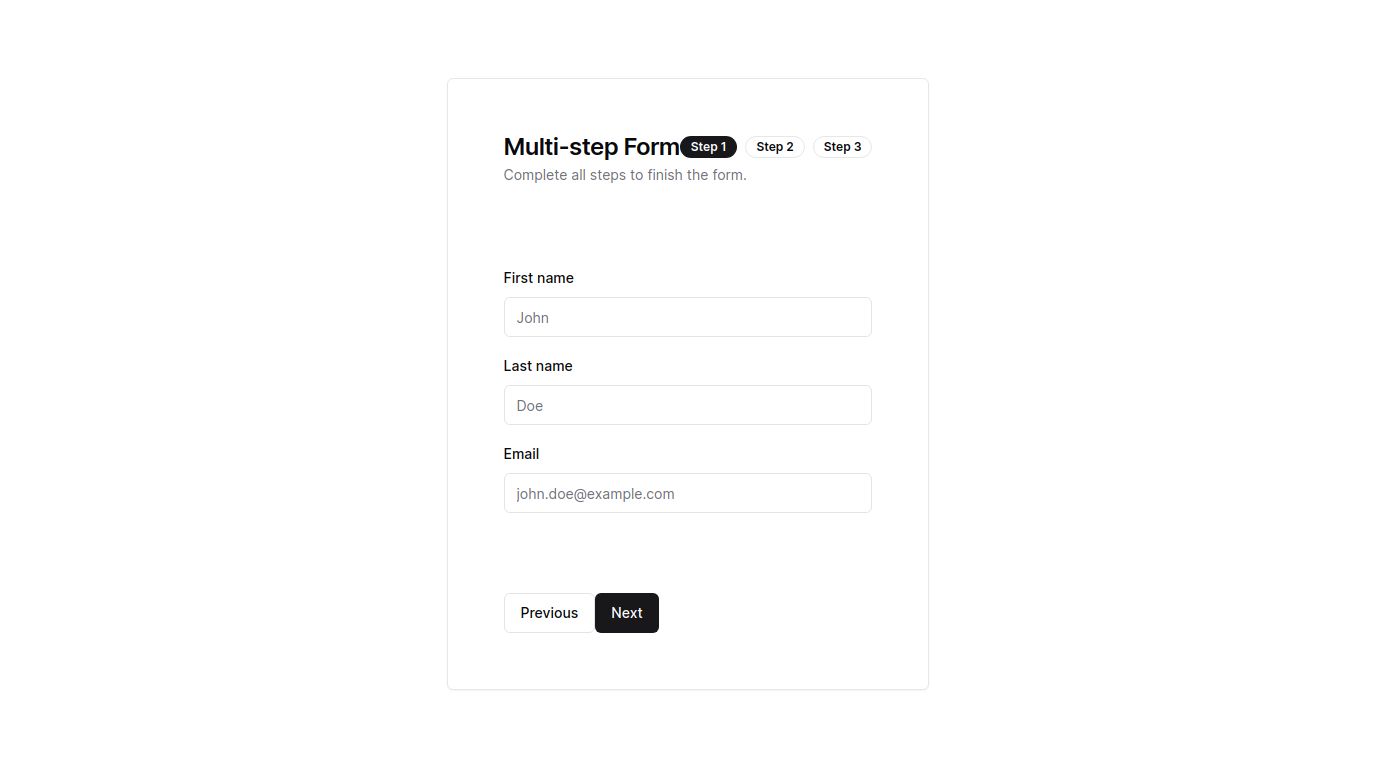 Multi-step Form Step 1 Step 2 Step 3
Complete all steps to finish the form.
First name
John
Last name
Doe
Email
john.doe@example.com
Previous Next